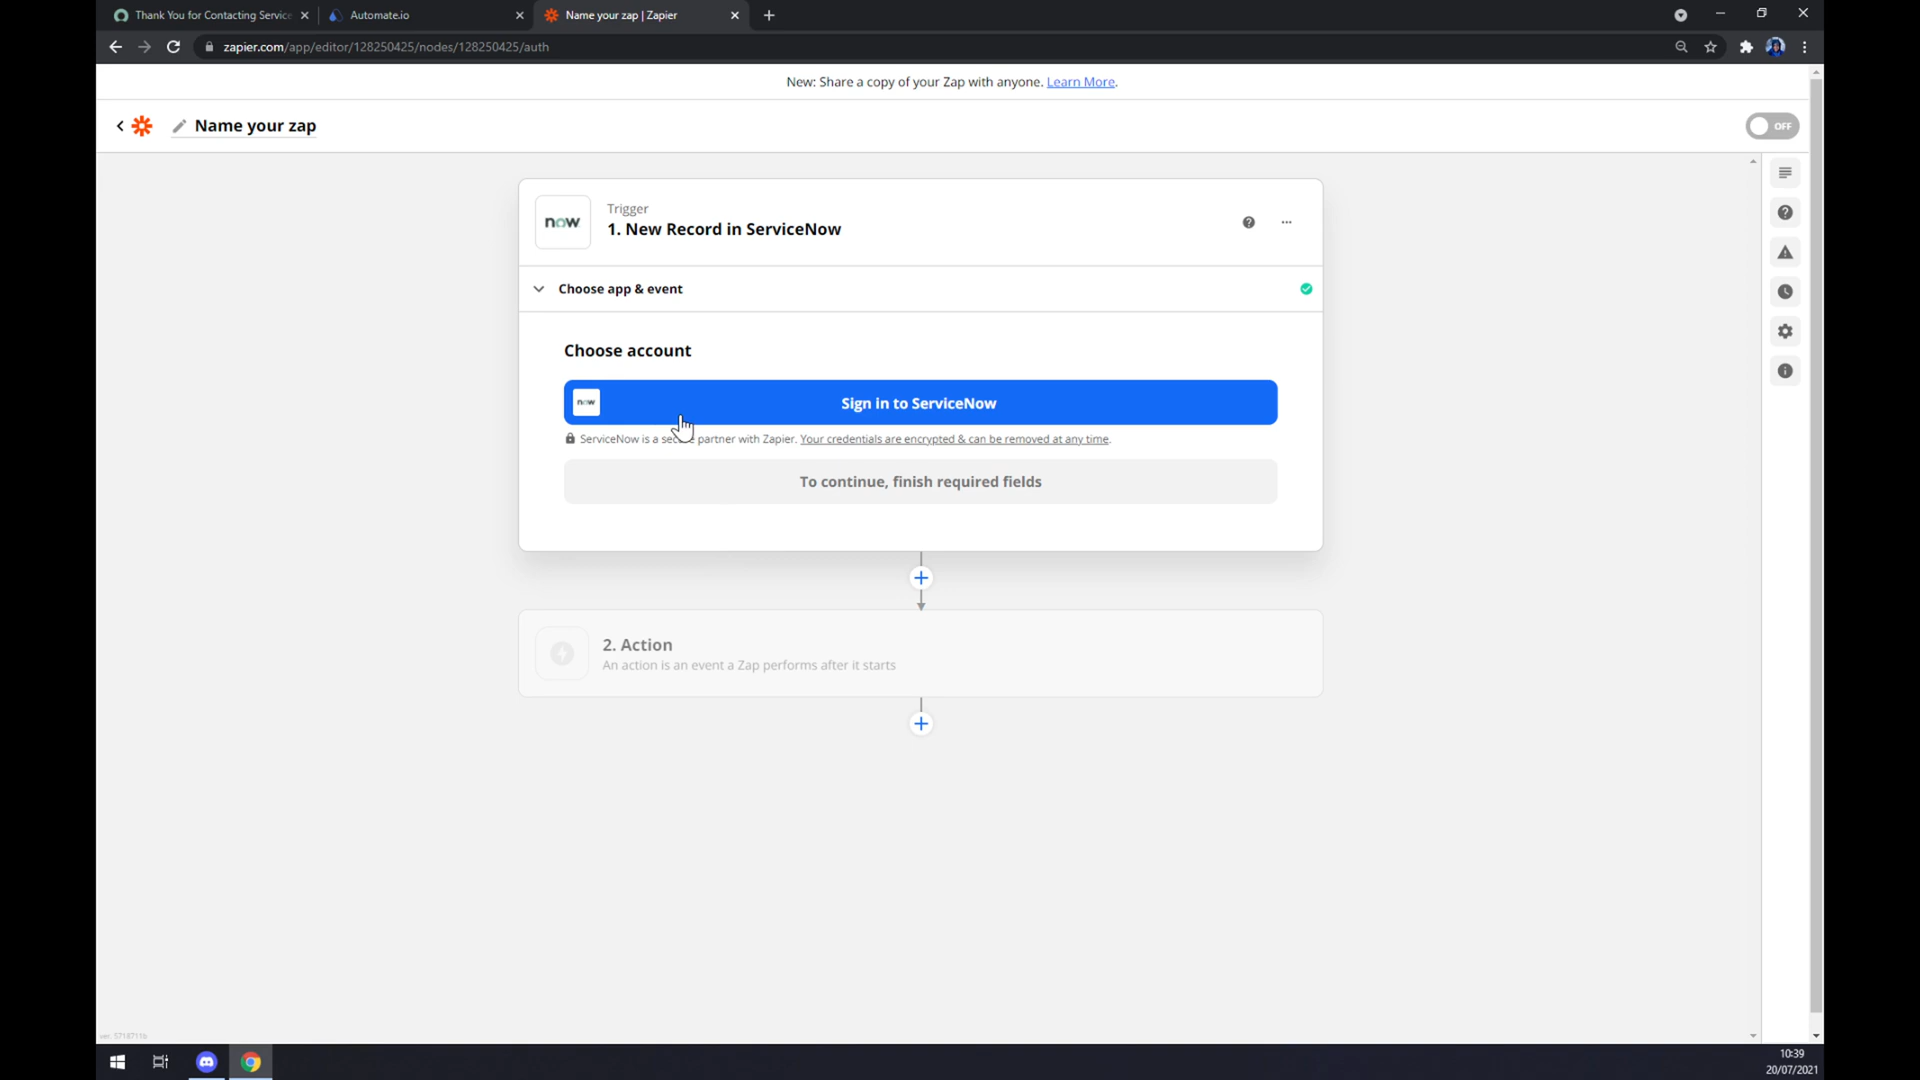 Thank You for Contacting Service
Automate.io
Name your zap | Zapier
zapier.com/app/editor/128250425/nodes/128250425/auth
New: Share a copy of your Zap with anyone. Learn More.
Name your zap
OFF
now
Trigger
1. New Record in ServiceNow
Choose app & event
Choose account
now
Sign in to ServiceNow
ServiceNow is a secure partner with Zapier. Your credentials are encrypted & can be removed at any time.
To continue, finish required fields
2. Action
An action is an event a Zap performs after it starts
10:39
20/07/2021